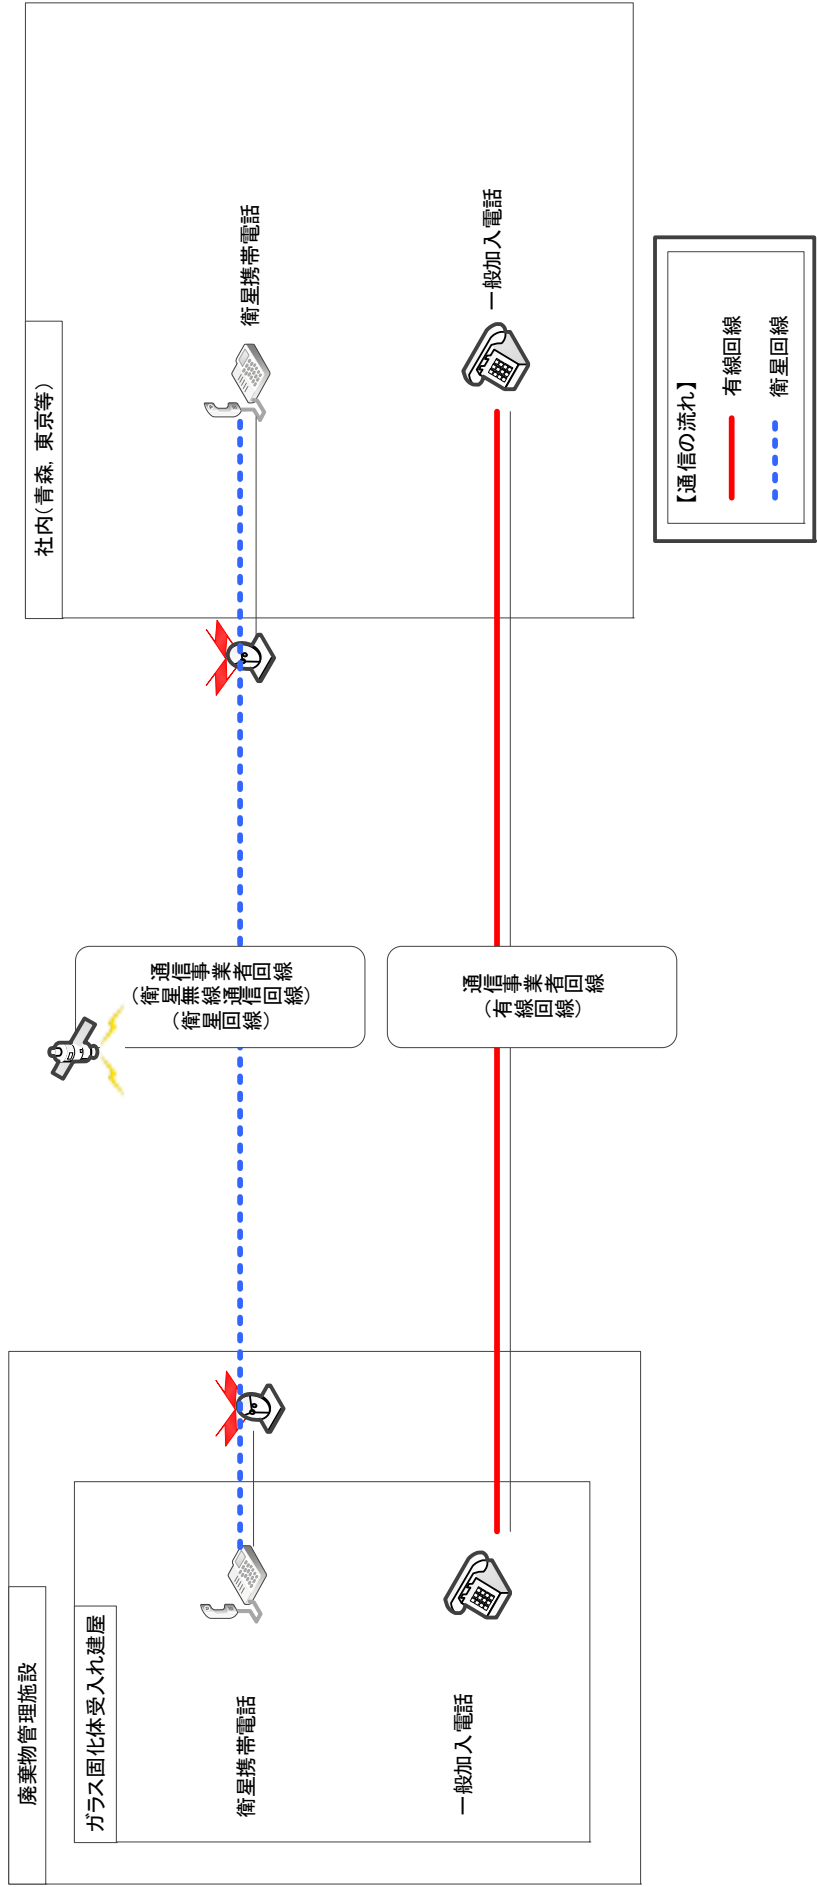 廃棄物管理施設
ガラス固化体受入れ建屋
衛星携帯電話
一般加入電話
通信事業者回線
（衛星無線通信回線）
（衛星回線）
通信事業者回線
（有線回線）
社内（青森，東京等）
衛星携帯電話
一般加入電話
【通信の流れ】
有線回線
衛星回線